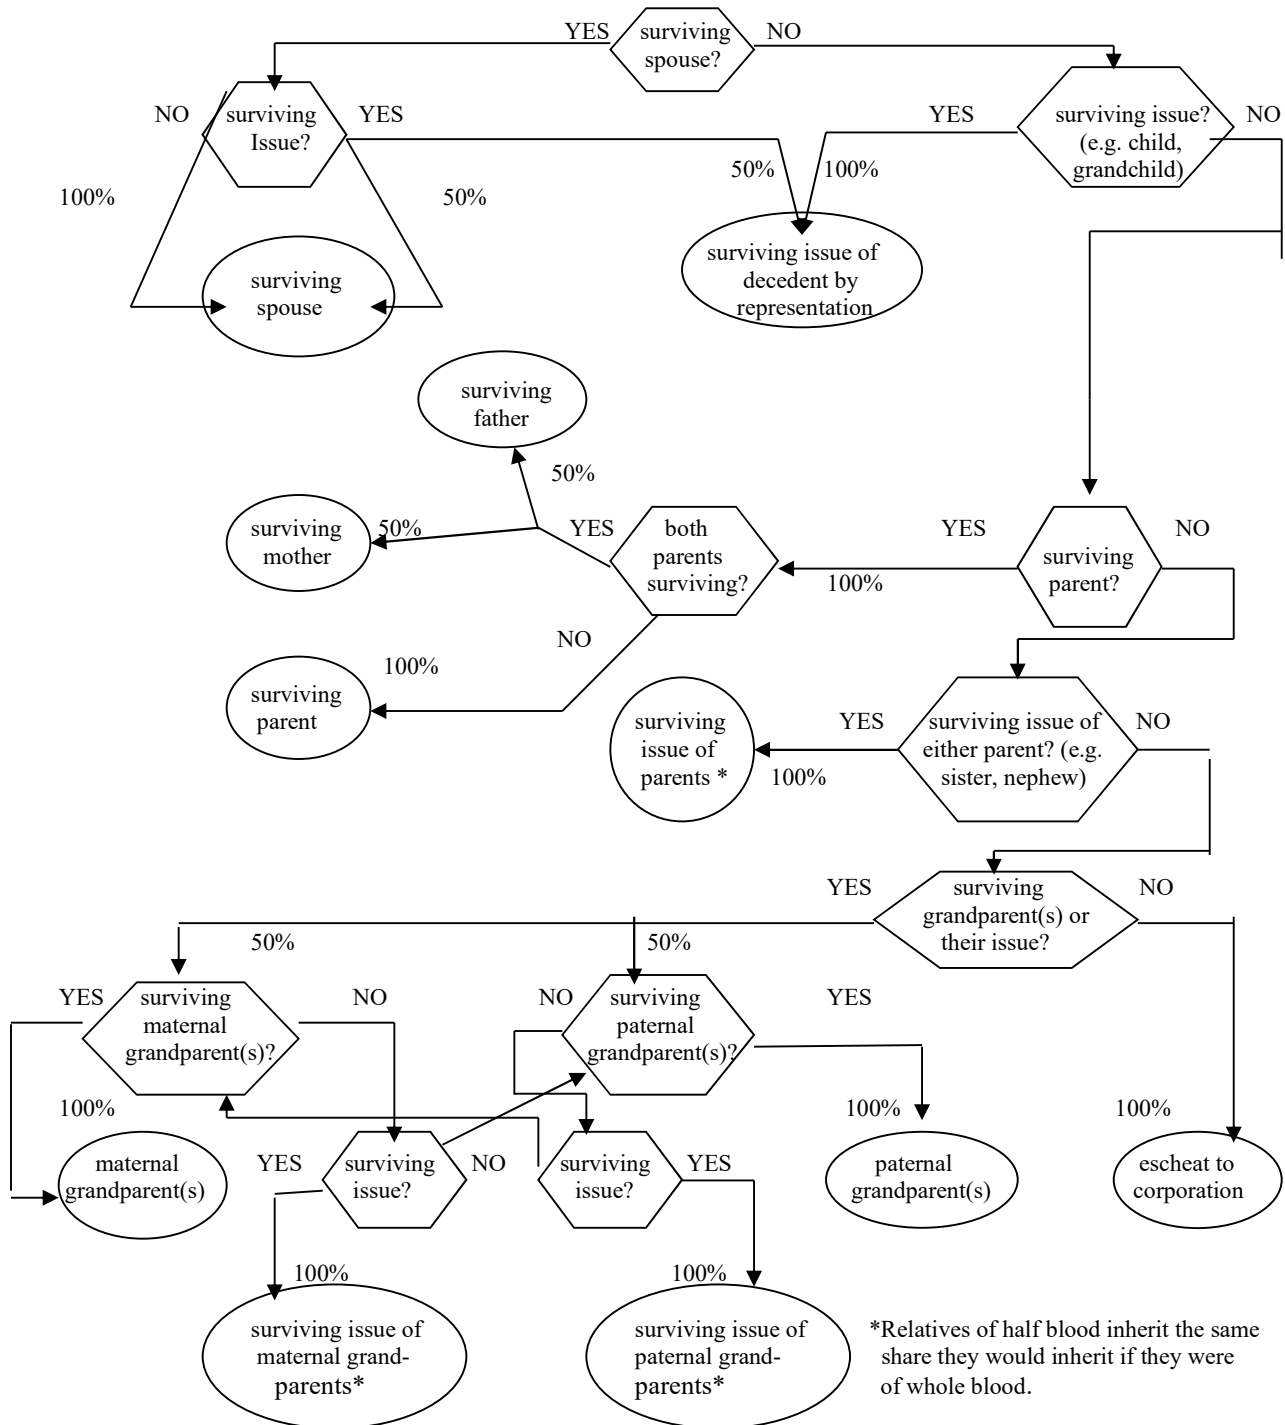 YES
surviving
spouse?
NO
NO
surviving
Issue?
YES
YES
surviving issue?
(e.g. child,
grandchild)
NO
100%
50%
50%
100%
surviving
spouse
surviving issue of
decedent by
representation
surviving
father
50%
surviving
mother
50%
YES
both
parents
surviving?
YES
surviving
parent?
NO
100%
NO
surviving
parent
100%
surviving
issue of
parents *
YES
100%
surviving issue of
either parent? (e.g.
sister, nephew)
NO
YES
surviving
grandparent(s) or
their issue?
NO
50%
50%
YES
surviving
maternal
grandparent(s)?
NO
NO
surviving
paternal
grandparent(s)?
YES
100%
100%
100%
maternal
grandparent(s)
YES
surviving
issue?
NO
surviving
issue?
YES
paternal
grandparent(s)
escheat to
corporation
100%
100%
surviving issue of
maternal grand-
parents*
surviving issue of
paternal grand-
parents*
*Relatives of half blood inherit the same
share they would inherit if they were
of whole blood.